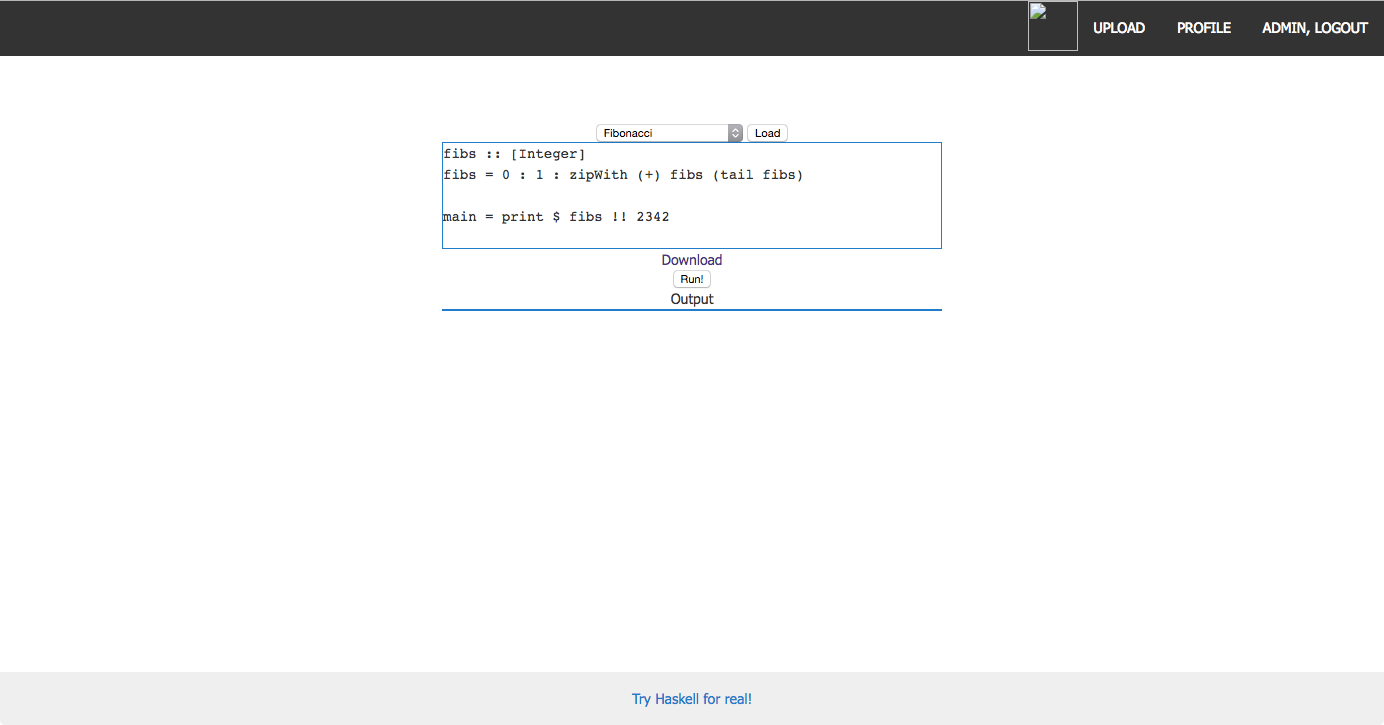 UPLOAD PROFILE ADMIN, LOGOUT
Fibonacci Load
fibs :: [Integer]
fibs = 0 : 1 : zipWith (+) fibs (tail fibs)
main = print $ fibs !! 2342
Download
Run!
Output
Try Haskell for real!